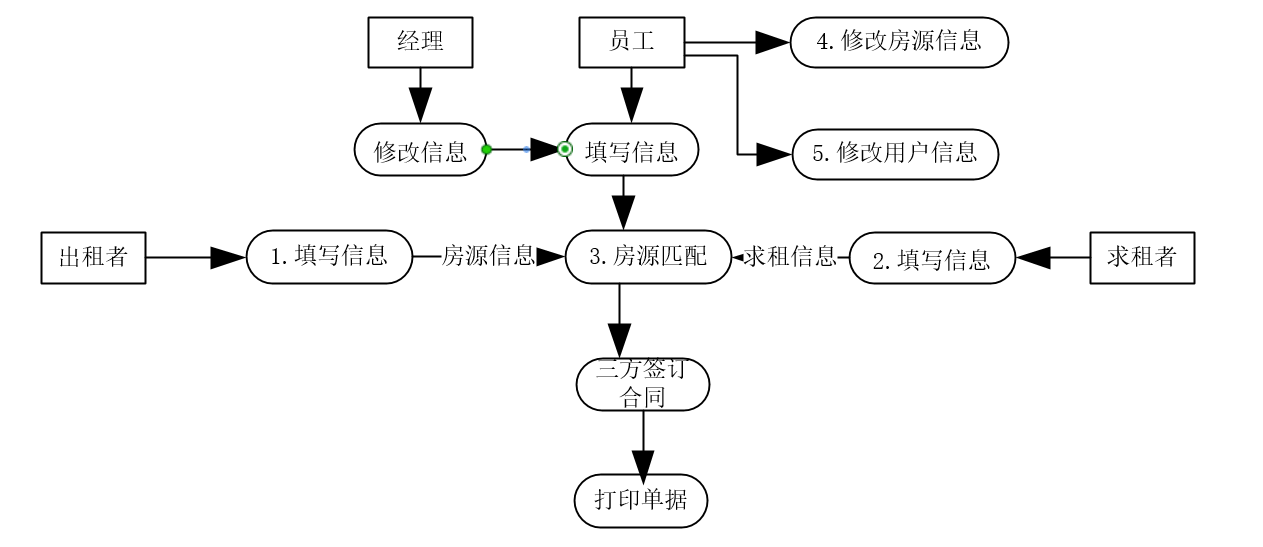 经理
员工
4.修改房源信息
修改信息
填写信息
5.修改用户信息
出租者
1.填写信息
房源信息
3.房源匹配
求租信息
2.填写信息
求租者
三方签订
合同
打印单据